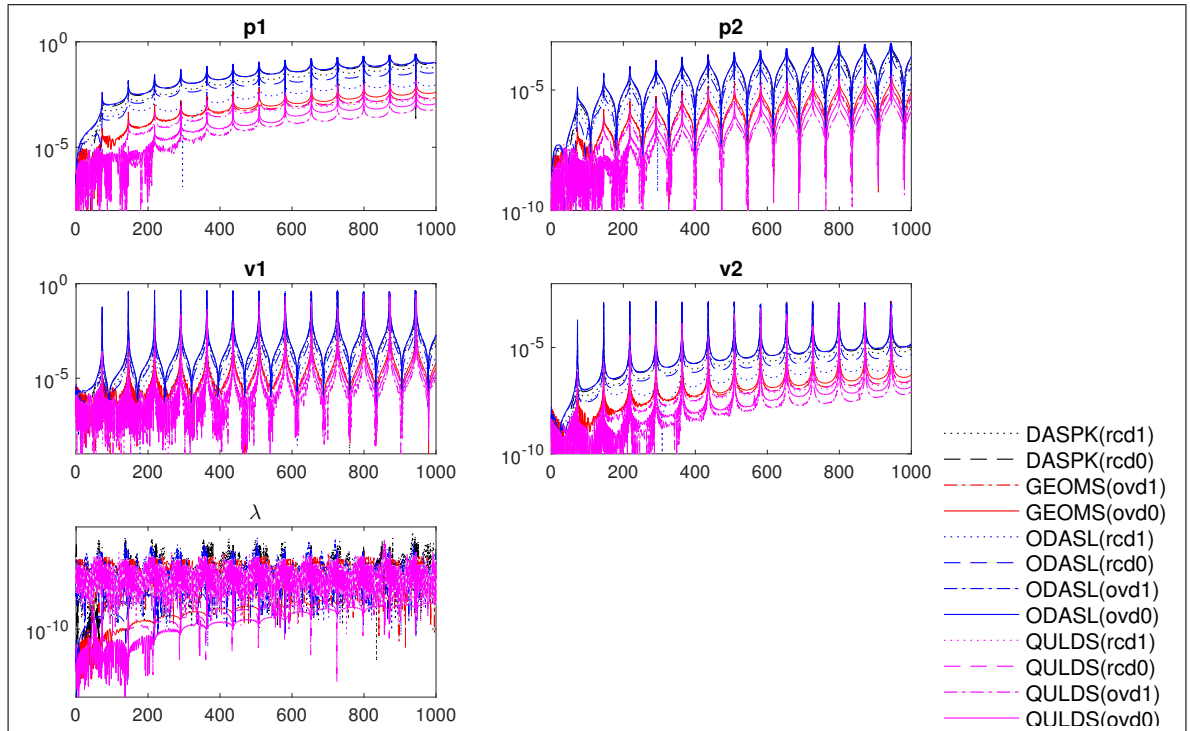 p1
10^0
10^-5
0 200 400 600 800 1000
p2
10^-5
10^-10
0 200 400 600 800 1000
v1
10^0
10^-5
0 200 400 600 800 1000
v2
10^-5
10^-10
0 200 400 600 800 1000
λ
10^-10
0 200 400 600 800 1000
DASPK(rcd1)
DASPK(rcd0)
GEOMS(ovd1)
GEOMS(ovd0)
ODASL(rcd1)
ODASL(rcd0)
ODASL(ovd1)
ODASL(ovd0)
QULDS(rcd1)
QULDS(rcd0)
QULDS(ovd1)
QULDS(ovd0)